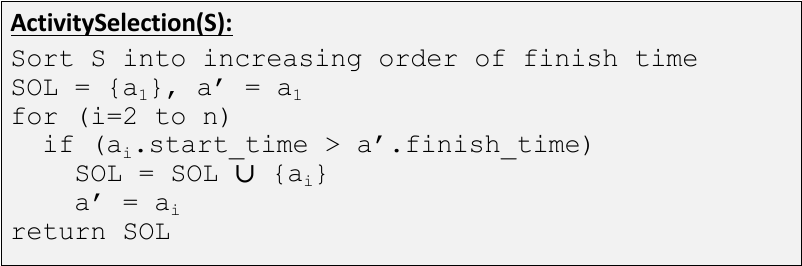 ActivitySelection(S):
Sort S into increasing order of finish time
SOL = {a₁}, a′ = a₁
for (i=2 to n)
  if (aᵢ.start_time > a′.finish_time)
    SOL = SOL ∪ {aᵢ}
    a′ = aᵢ
return SOL